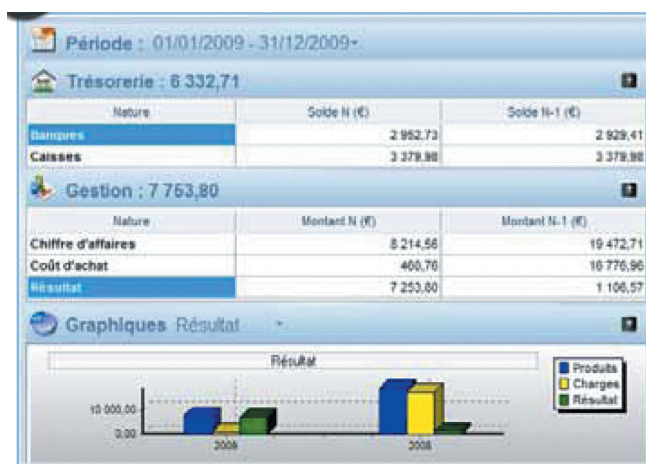 Période : 01/01/2009 - 31/12/2009
Trésorerie : 6 332,71
Nature Solde N (€) Solde N-1 (€)
Banques 2 952,73 2 929,41
Caisses 3 379,98 3 379,98
Gestion : 7 753,80
Nature Montant N (€) Montant N-1 (€)
Chiffre d'affaires 8 214,56 19 472,71
Coût d'achat 460,76 16 776,96
Résultat 7 253,80 1 106,57
Graphiques Résultat
Résultat
Produits
Charges
Résultat
10 000,00
0,00
2009 2008